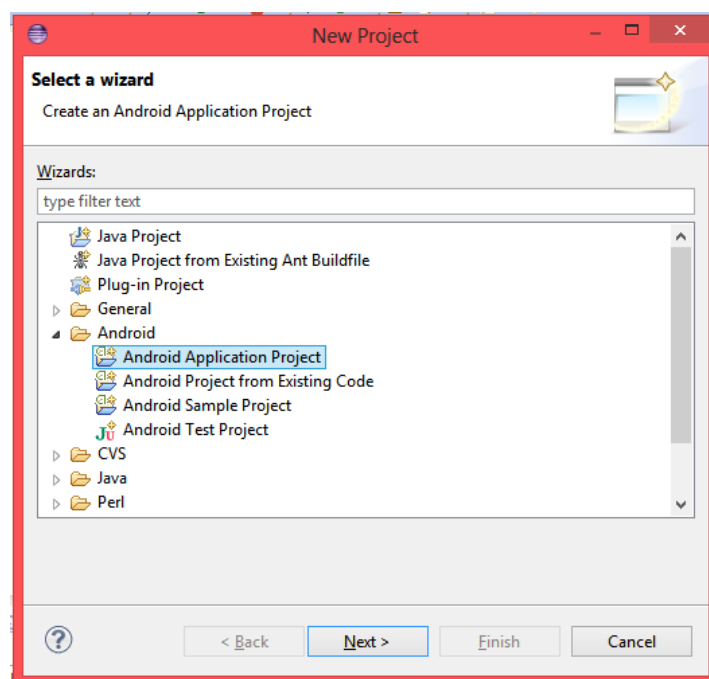 New Project
Select a wizard
Create an Android Application Project
Wizards:
type filter text
Java Project
Java Project from Existing Ant Buildfile
Plug-in Project
General
Android
Android Application Project
Android Project from Existing Code
Android Sample Project
Android Test Project
CVS
Java
Perl
< Back Next > Finish Cancel